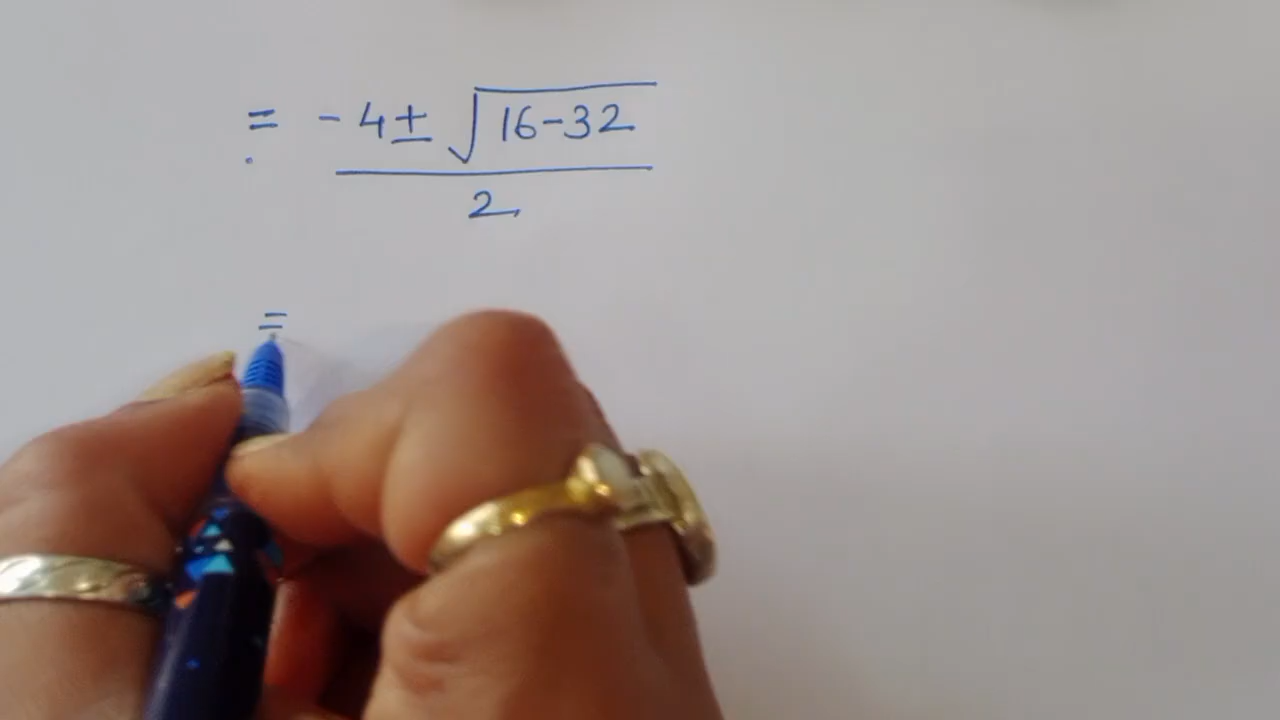 = -4 ± √16-32
2
=